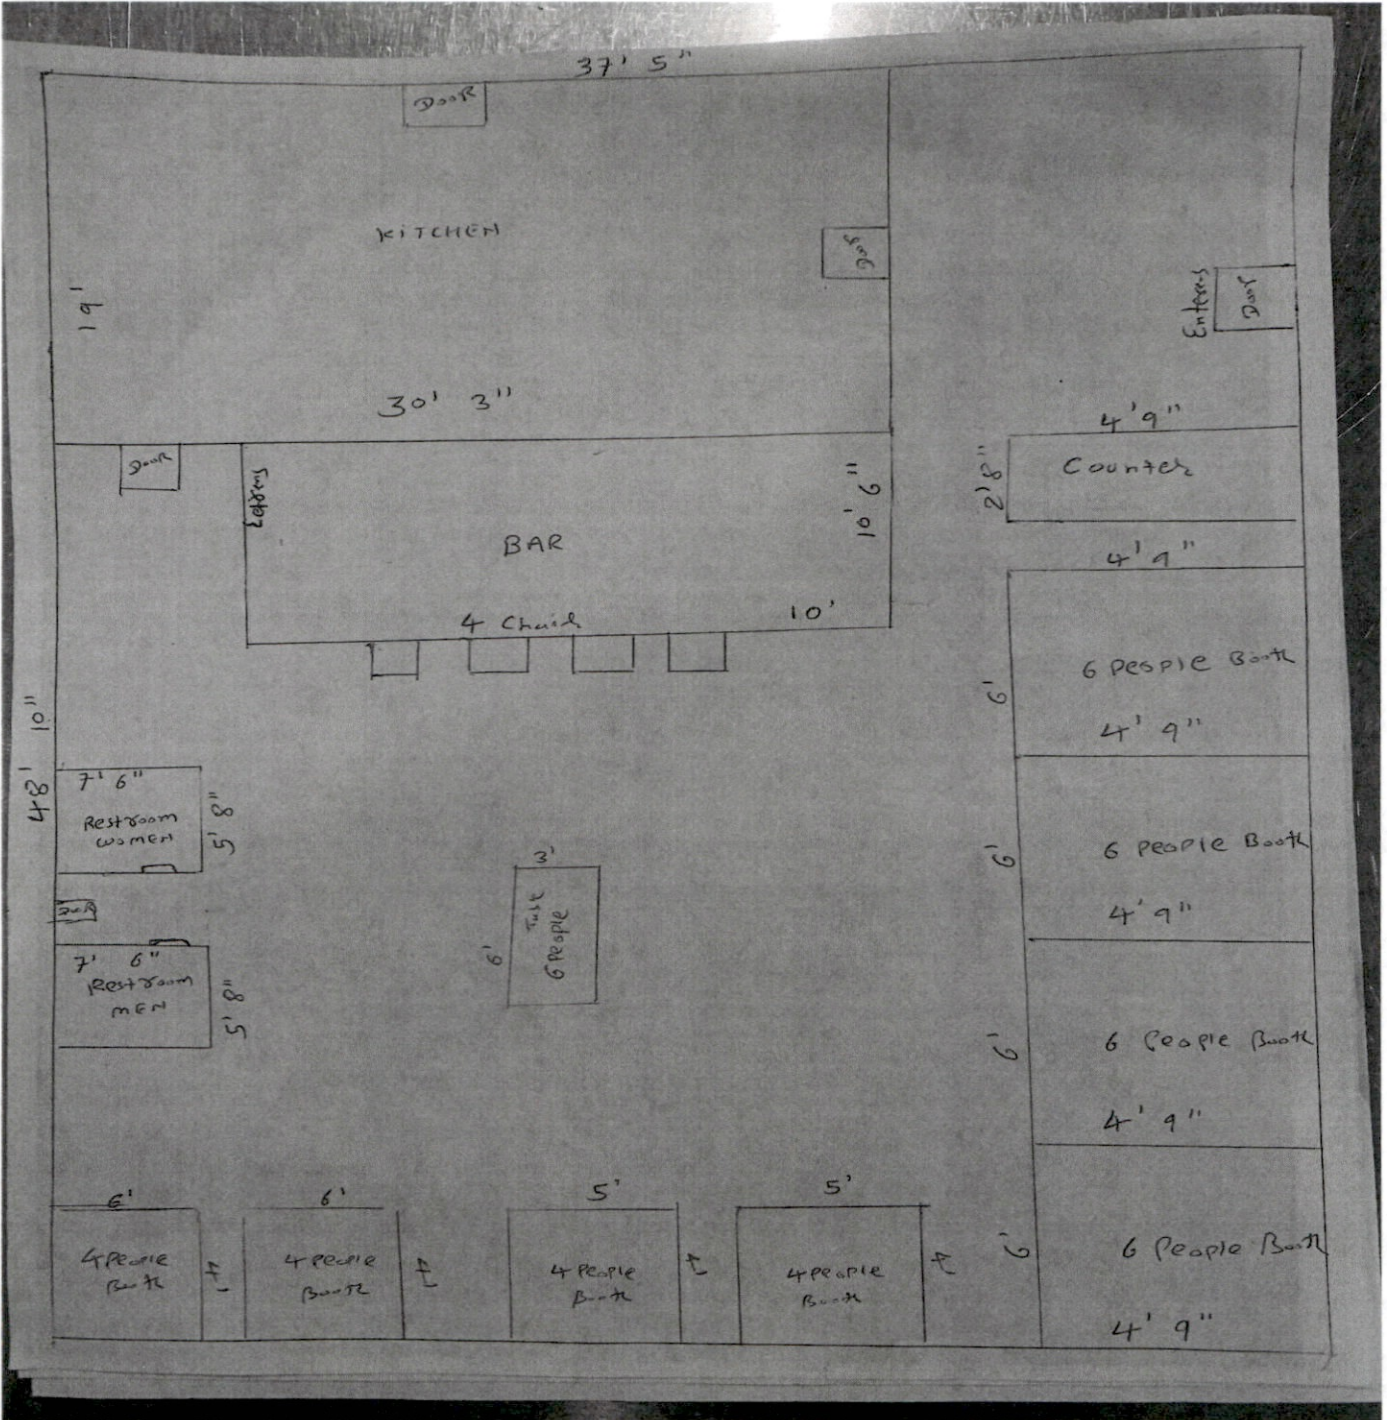 37' 5"
DOOR
KITCHEN
Door
19'
Enterens
Door
30' 3"
4' 9"
Counter
2' 8"
DOOR
10' 6"
BAR
4' 9"
4 Chairs
10'
6 People Booth
6'
4' 9"
48' 10"
7' 6"
Restroom
WOMEN
5' 8"
6 People Booth
6'
4' 9"
3'
DOR
6 People
6'
7' 6"
Restroom
MEN
5' 8"
6 People Booth
6'
4' 9"
6'
6'
5'
5'
4 People
Booth
4'
4 People
Booth
4'
4 People
Booth
4'
4 People
Booth
4'
6 People Booth
6'
4' 9"